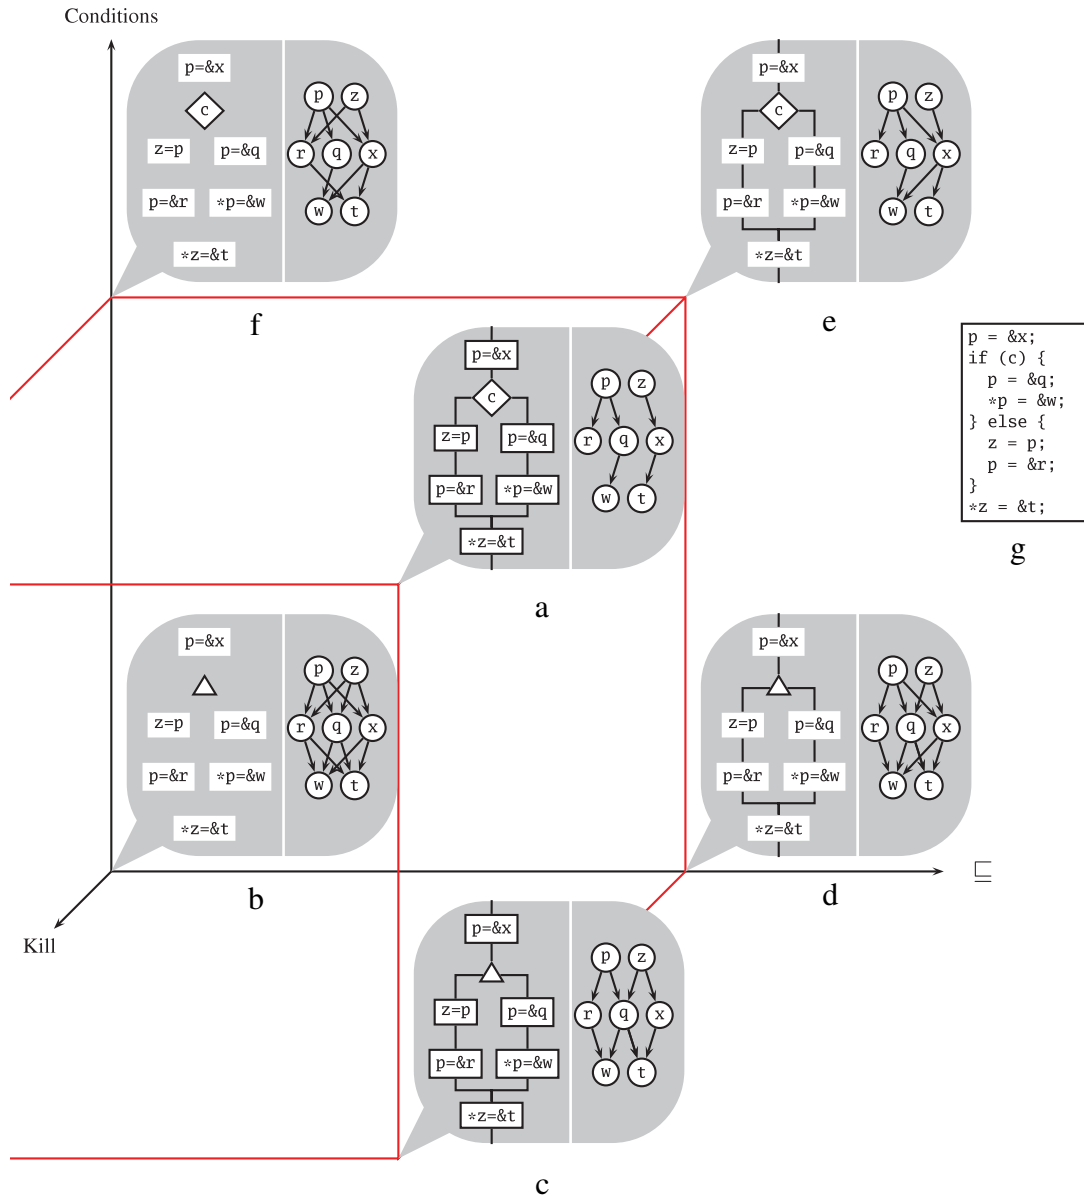 Conditions
p=&x
c
z=p
p=&q
p=&r
*p=&w
*z=&t
p
z
r
q
x
w
t
f
p=&x
c
z=p
p=&q
p=&r
*p=&w
*z=&t
p
z
r
q
x
w
t
e
p = &x;
if (c) {
  p = &q;
  *p = &w;
} else {
  z = p;
  p = &r;
}
*z = &t;
g
p=&x
c
z=p
p=&q
p=&r
*p=&w
*z=&t
p
z
r
q
x
w
t
a
p=&x
z=p
p=&q
p=&r
*p=&w
*z=&t
p
z
r
q
x
w
t
b
p=&x
z=p
p=&q
p=&r
*p=&w
*z=&t
p
z
r
q
x
w
t
d
⊑
Kill
p=&x
z=p
p=&q
p=&r
*p=&w
*z=&t
p
z
r
q
x
w
t
c